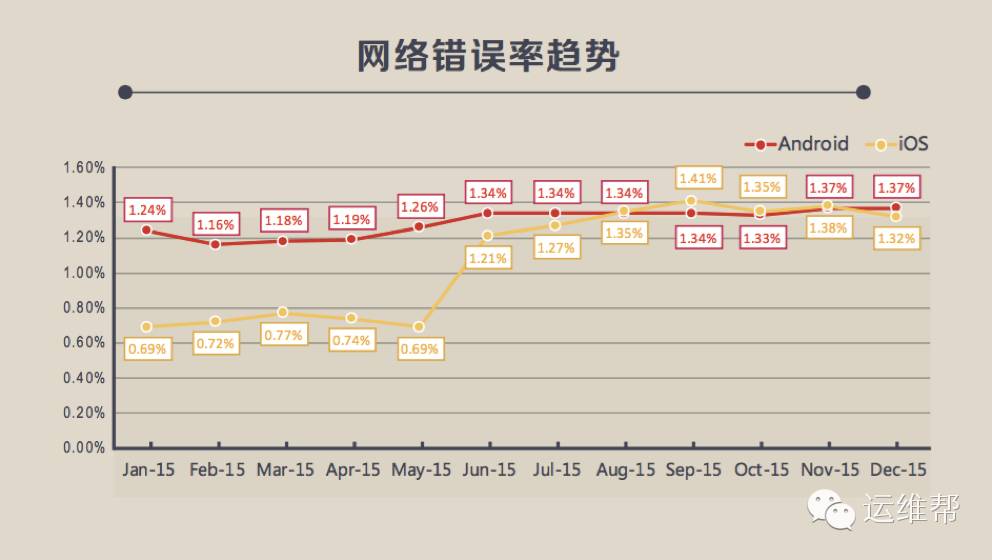 网络错误率趋势
Android iOS
1.60%
1.40%
1.20%
1.00%
0.80%
0.60%
0.40%
0.20%
0.00%
1.24% 1.16% 1.18% 1.19% 1.26% 1.34% 1.34% 1.34% 1.34% 1.33% 1.37% 1.37%
0.69% 0.72% 0.77% 0.74% 0.69% 1.21% 1.27% 1.35% 1.41% 1.35% 1.38% 1.32%
Jan-15 Feb-15 Mar-15 Apr-15 May-15 Jun-15 Jul-15 Aug-15 Sep-15 Oct-15 Nov-15 Dec-15
运维帮